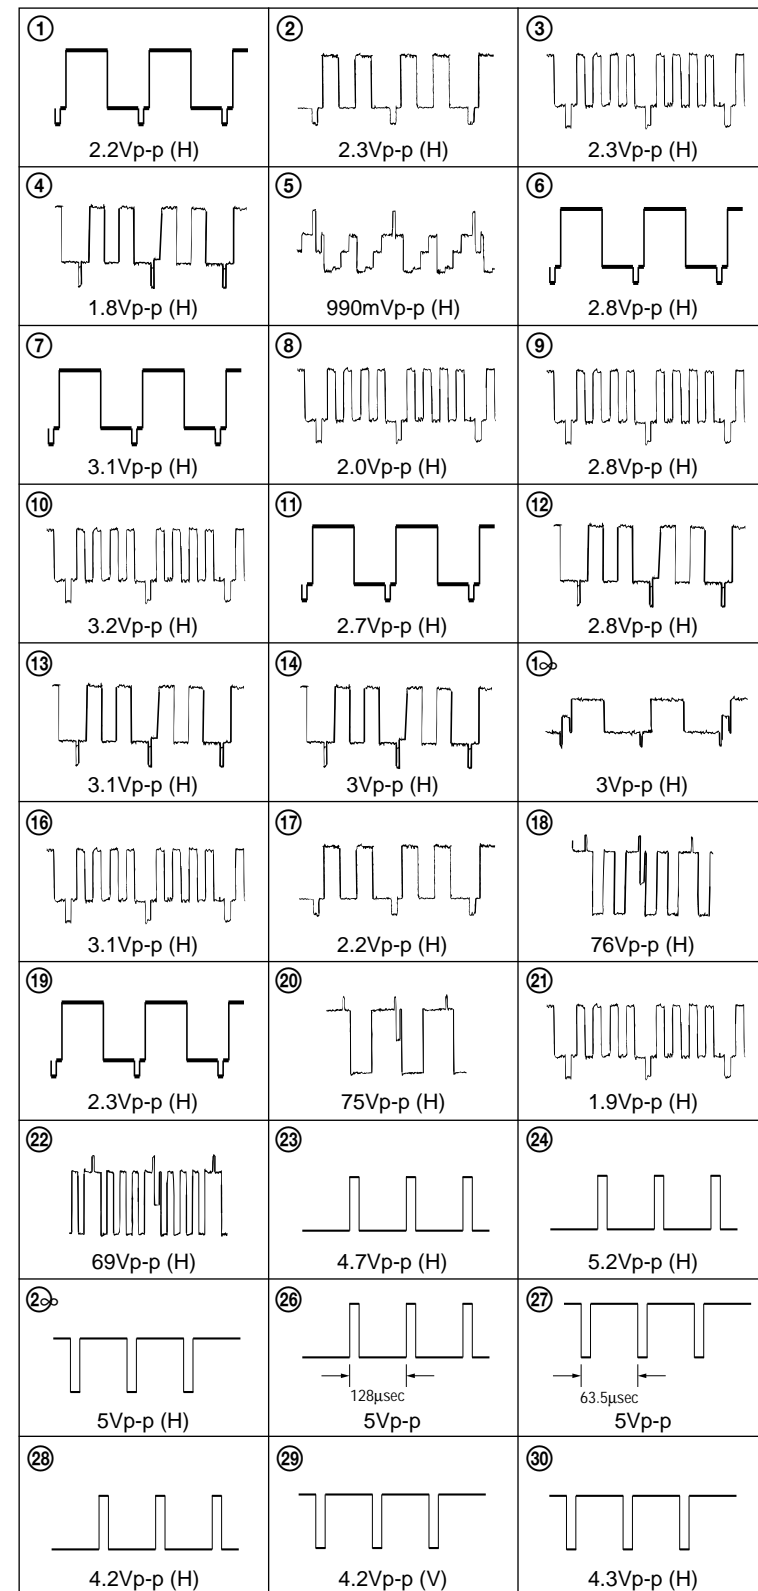 ① ② ③
2.2Vp-p (H) 2.3Vp-p (H) 2.3Vp-p (H)
④ ⑤ ⑥
1.8Vp-p (H) 990mVp-p (H) 2.8Vp-p (H)
⑦ ⑧ ⑨
3.1Vp-p (H) 2.0Vp-p (H) 2.8Vp-p (H)
⑩ ⑪ ⑫
3.2Vp-p (H) 2.7Vp-p (H) 2.8Vp-p (H)
⑬ ⑭ 1∞
3.1Vp-p (H) 3Vp-p (H) 3Vp-p (H)
⑯ ⑰ ⑱
3.1Vp-p (H) 2.2Vp-p (H) 76Vp-p (H)
⑲ ⑳ ㉑
2.3Vp-p (H) 75Vp-p (H) 1.9Vp-p (H)
㉒ ㉓ ㉔
69Vp-p (H) 4.7Vp-p (H) 5.2Vp-p (H)
2∞ ㉖ ㉗
128µsec 63.5µsec
5Vp-p (H) 5Vp-p 5Vp-p
㉘ ㉙ ㉚
4.2Vp-p (H) 4.2Vp-p (V) 4.3Vp-p (H)